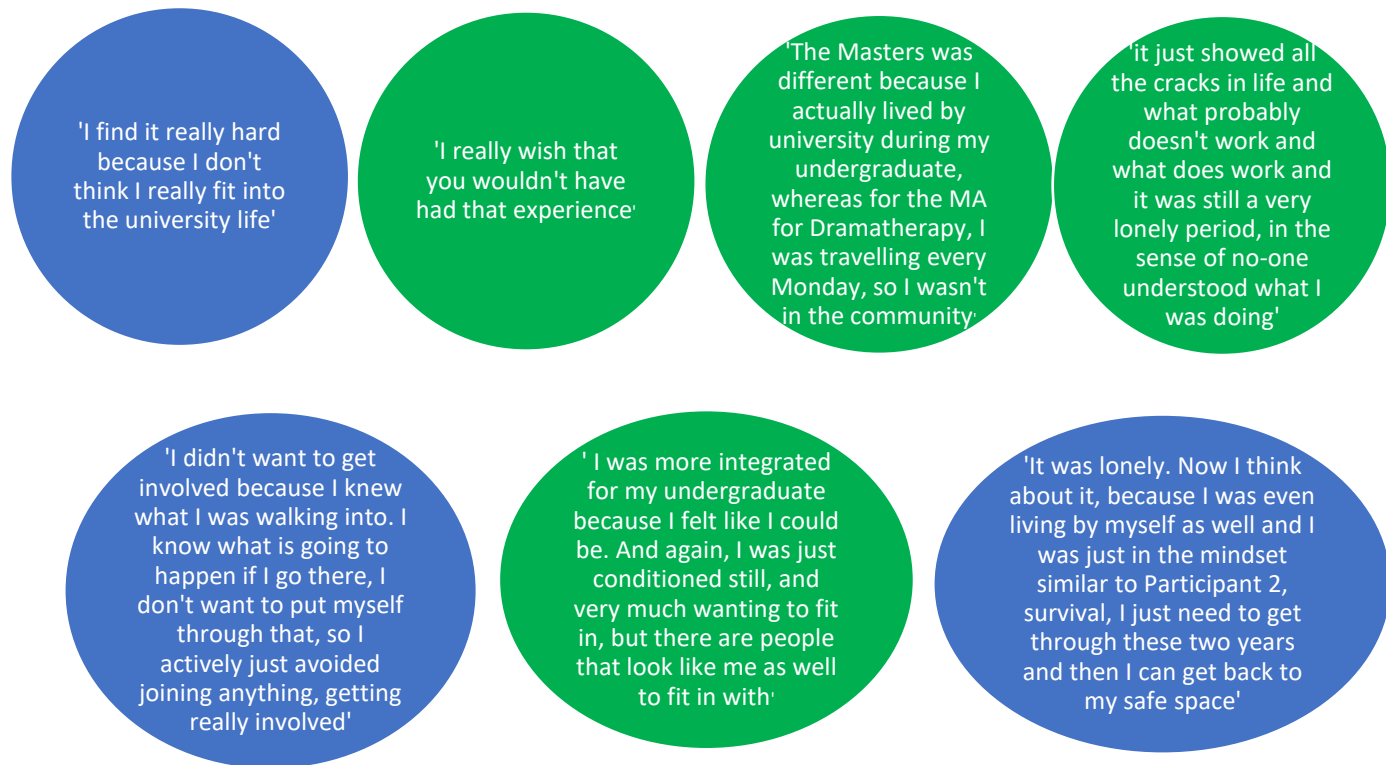 'I find it really hard
because I don't
think I really fit into
the university life'
'I really wish that
you wouldn't have
had that experience'
'The Masters was
different because I
actually lived by
university during my
undergraduate,
whereas for the MA
for Dramatherapy, I
was travelling every
Monday, so I wasn't
in the community'
'it just showed all
the cracks in life and
what probably
doesn't work and
what does work and
it was still a very
lonely period, in the
sense of no-one
understood what I
was doing'
'I didn't want to get
involved because I knew
what I was walking into. I
know what is going to
happen if I go there, I
don't want to put myself
through that, so I
actively just avoided
joining anything, getting
really involved'
' I was more integrated
for my undergraduate
because I felt like I could
be. And again, I was just
conditioned still, and
very much wanting to fit
in, but there are people
that look like me as well
to fit in with'
'It was lonely. Now I think
about it, because I was even
living by myself as well and I
was just in the mindset
similar to Participant 2,
survival, I just need to get
through these two years
and then I can get back to
my safe space'